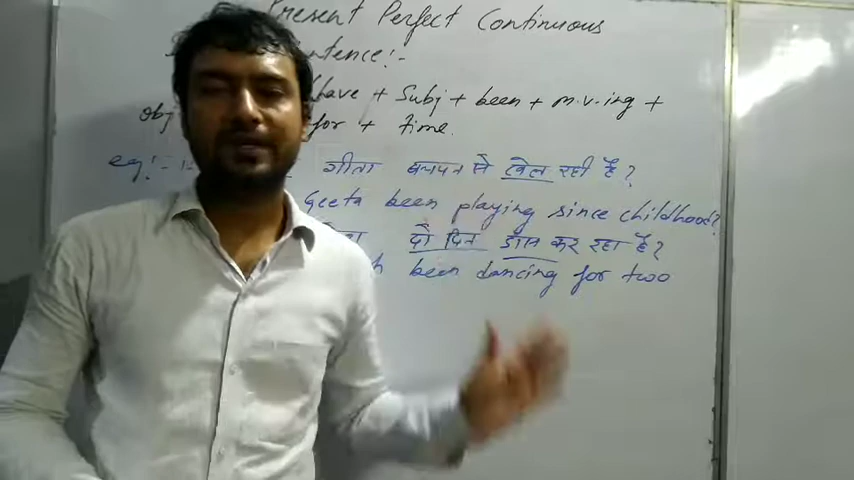 Present Perfect Continuous
ntence :-
have + Subj + been + m.v.ing +
obj for + Time.
eg:- गीता बचपन से खेल रही है ?
Geeta been playing since childhood?
दो दिन डांस कर रहा है ?
been dancing for two